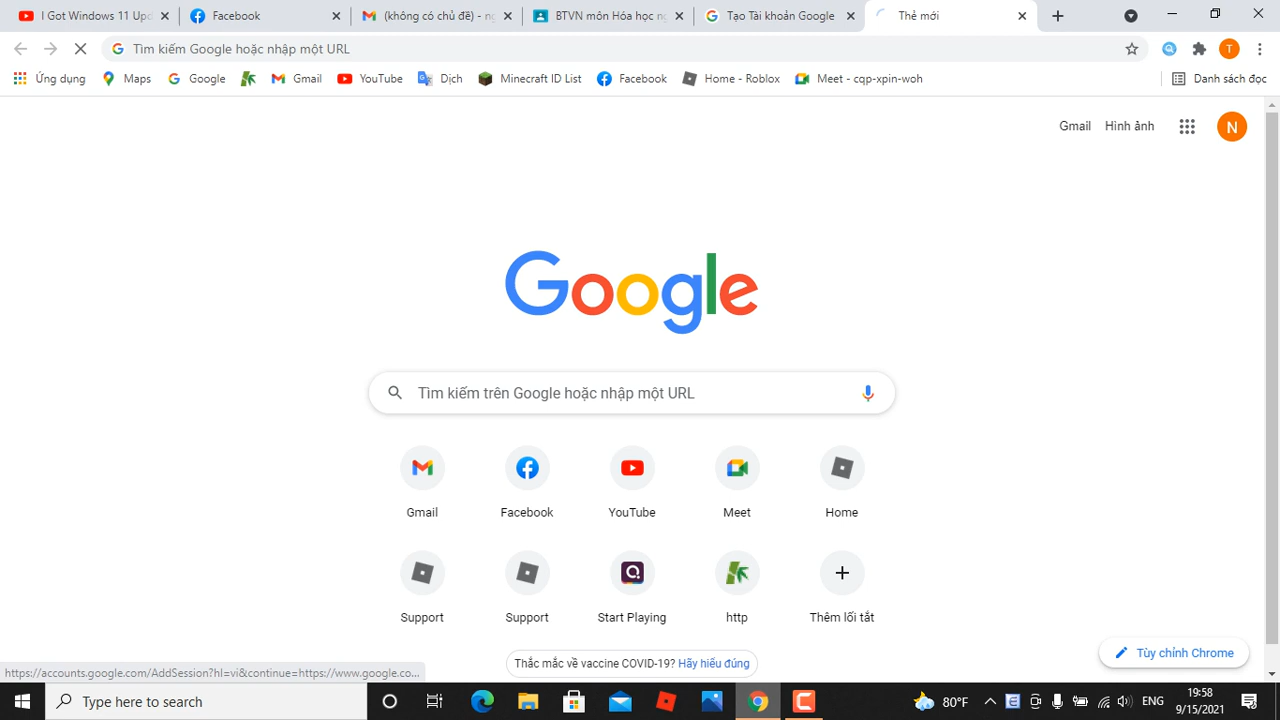 I Got Windows 11 Upd
Facebook
(không có chủ đề) - ng
BTVN môn Hóa học ng
Tạo Tài khoản Google
Thẻ mới
Tìm kiếm Google hoặc nhập một URL
T
Ứng dụng
Maps
Google
Gmail
YouTube
Dịch
Minecraft ID List
Facebook
Home - Roblox
Meet - cqp-xpin-woh
Danh sách đọc
Gmail
Hình ảnh
N
Google
Tìm kiếm trên Google hoặc nhập một URL
Gmail
Facebook
YouTube
Meet
Home
Support
Support
Start Playing
http
Thêm lối tắt
Thắc mắc về vaccine COVID-19? Hãy hiểu đúng
Tùy chỉnh Chrome
https://accounts.google.com/AddSession?hl=vi&continue=https://www.google.co...
Type here to search
80°F
ENG
19:58
9/15/2021